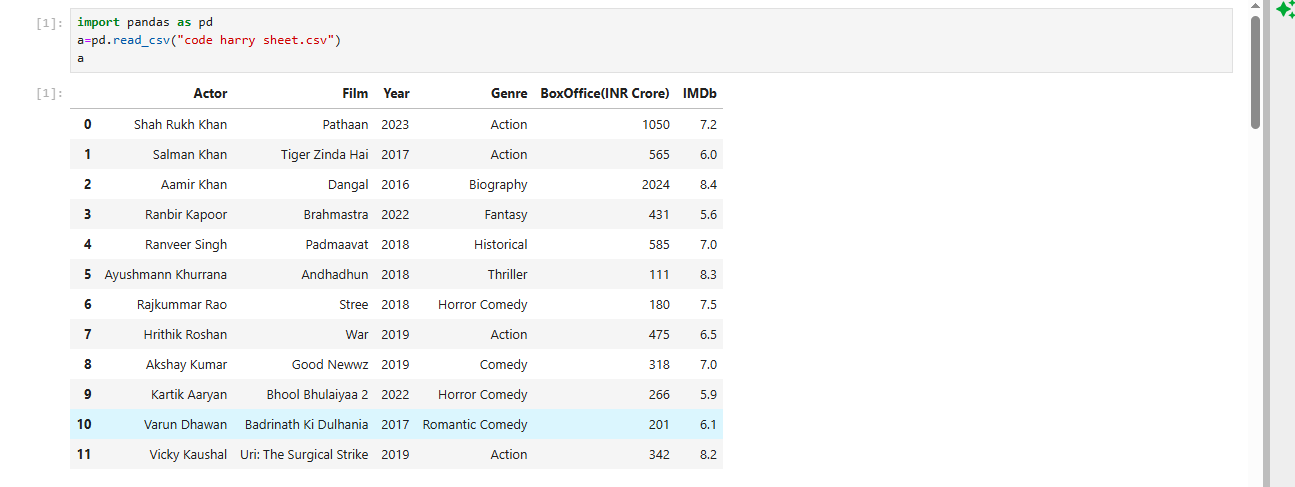 [1]: import pandas as pd
a=pd.read_csv("code harry sheet.csv")
a
[1]: Actor Film Year Genre BoxOffice(INR Crore) IMDb
0 Shah Rukh Khan Pathaan 2023 Action 1050 7.2
1 Salman Khan Tiger Zinda Hai 2017 Action 565 6.0
2 Aamir Khan Dangal 2016 Biography 2024 8.4
3 Ranbir Kapoor Brahmastra 2022 Fantasy 431 5.6
4 Ranveer Singh Padmaavat 2018 Historical 585 7.0
5 Ayushmann Khurrana Andhadhun 2018 Thriller 111 8.3
6 Rajkummar Rao Stree 2018 Horror Comedy 180 7.5
7 Hrithik Roshan War 2019 Action 475 6.5
8 Akshay Kumar Good Newwz 2019 Comedy 318 7.0
9 Kartik Aaryan Bhool Bhulaiyaa 2 2022 Horror Comedy 266 5.9
10 Varun Dhawan Badrinath Ki Dulhania 2017 Romantic Comedy 201 6.1
11 Vicky Kaushal Uri: The Surgical Strike 2019 Action 342 8.2